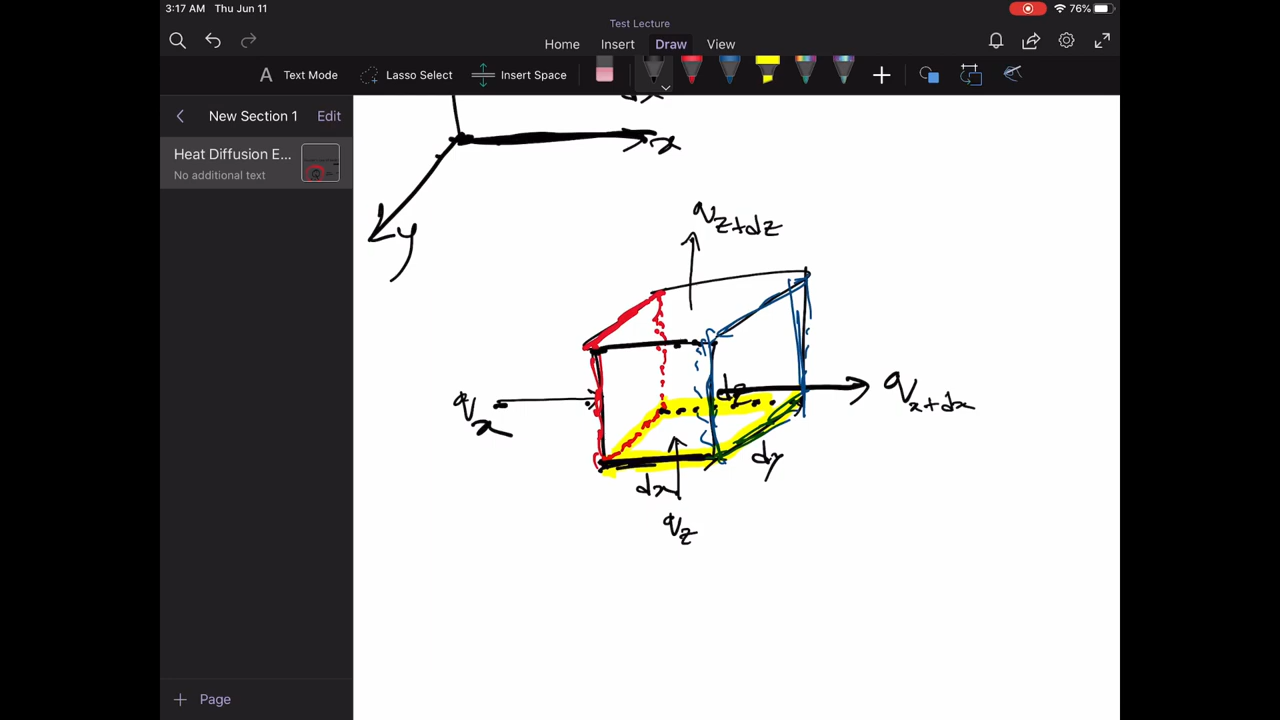 3:17 AM Thu Jun 11
76%
Test Lecture
Home Insert Draw View
Text Mode Lasso Select Insert Space
New Section 1 Edit
Heat Diffusion E...
No additional text
dx
x
y
qz+dz
qx
dz
qx+dx
dy
dx
qz
Page